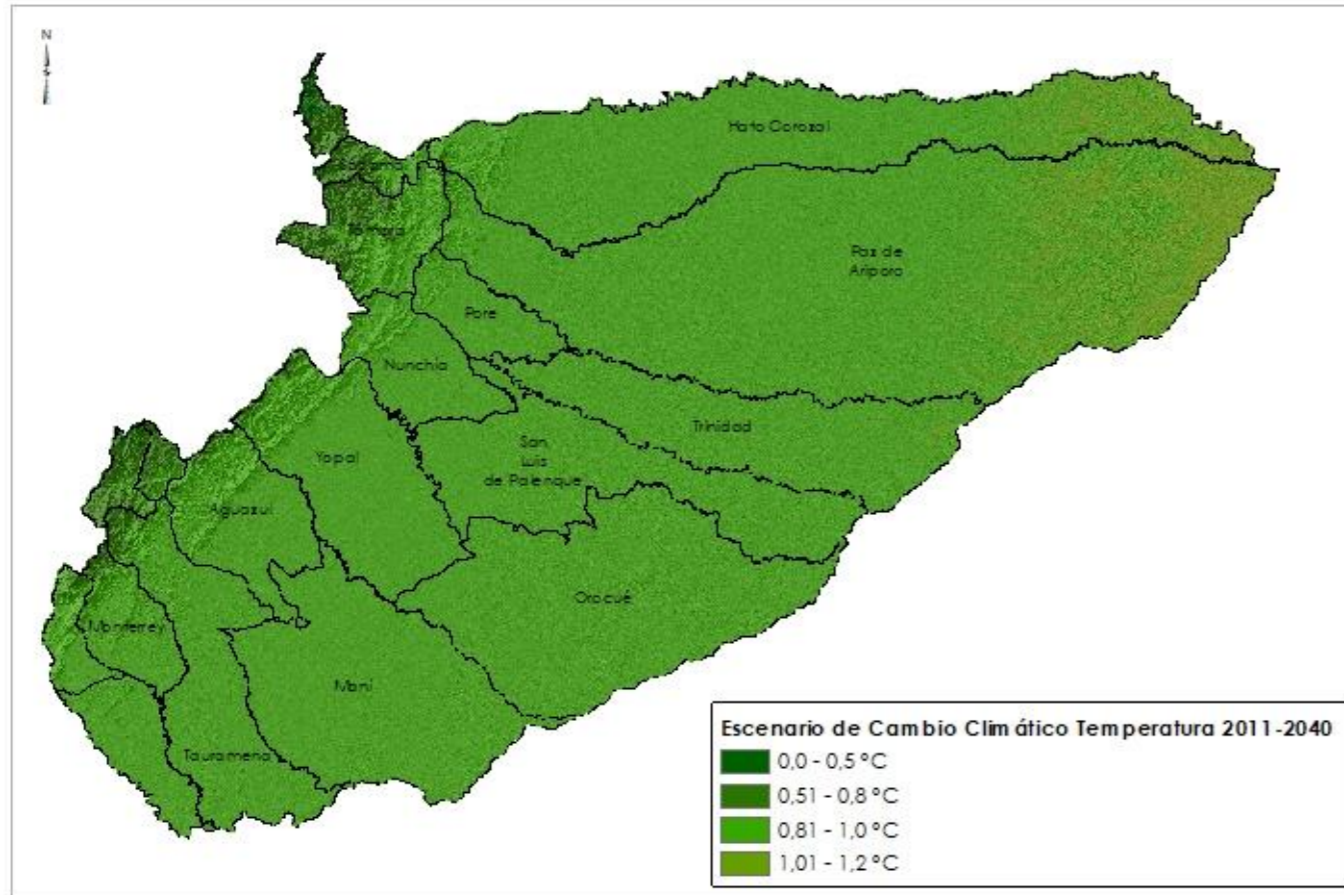 N
Hato Corozal
Támara
Paz de
Ariporo
Pore
Nunchía
Trinidad
San
Luis
de Palenque
Yopal
Aguazul
Orocué
Monterrey
Maní
Tauramena
Escenario de Cambio Climático Temperatura 2011-2040
0,0 - 0,5 °C
0,51 - 0,8 °C
0,81 - 1,0 °C
1,01 - 1,2 °C